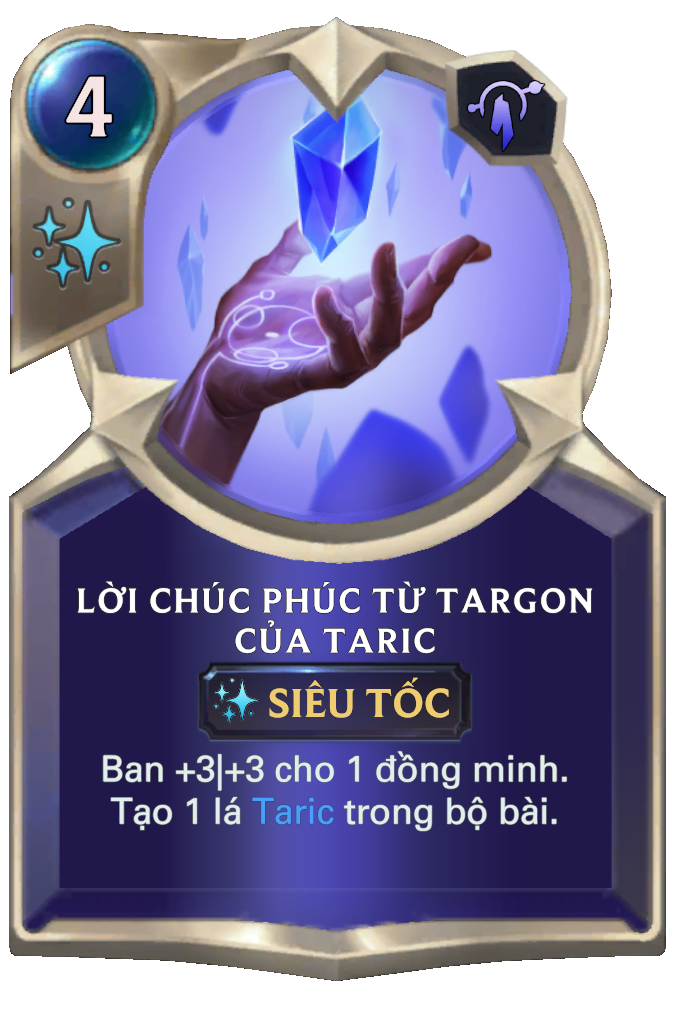 4
LỜI CHÚC PHÚC TỪ TARGON
CỦA TARIC
SIÊU TỐC
Ban +3|+3 cho 1 đồng minh.
Tạo 1 lá Taric trong bộ bài.